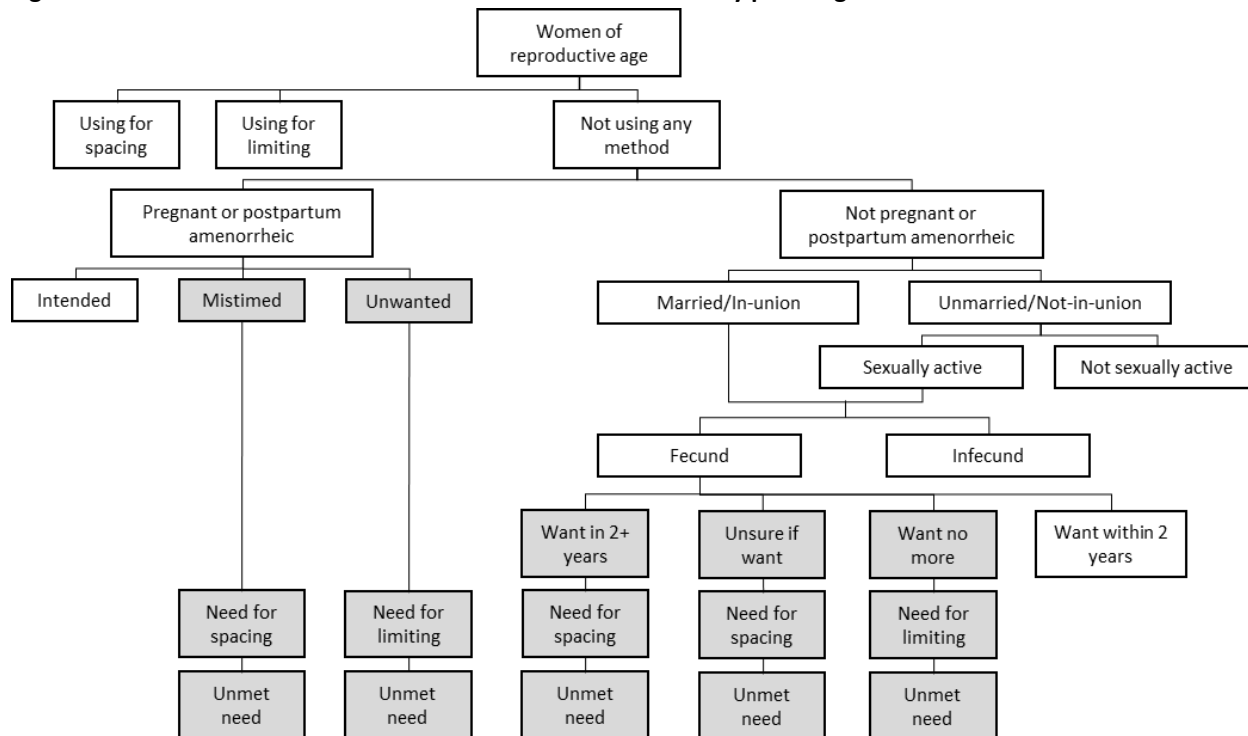 Women of
reproductive age
Using for
spacing
Using for
limiting
Not using any
method
Pregnant or postpartum
amenorrheic
Not pregnant or
postpartum amenorrheic
Intended
Mistimed
Unwanted
Married/In-union
Unmarried/Not-in-union
Sexually active
Not sexually active
Fecund
Infecund
Want in 2+
years
Unsure if
want
Want no
more
Want within 2
years
Need for
spacing
Need for
limiting
Need for
spacing
Need for
spacing
Need for
limiting
Unmet
need
Unmet
need
Unmet
need
Unmet
need
Unmet
need